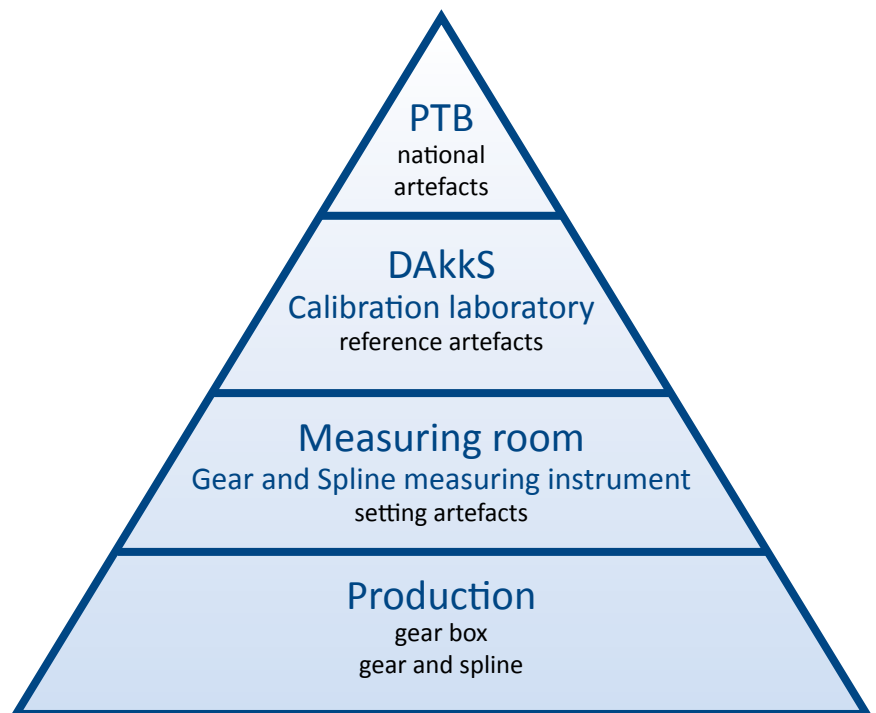 PTB
national
artefacts
DAkkS
Calibration laboratory
reference artefacts
Measuring room
Gear and Spline measuring instrument
setting artefacts
Production
gear box
gear and spline